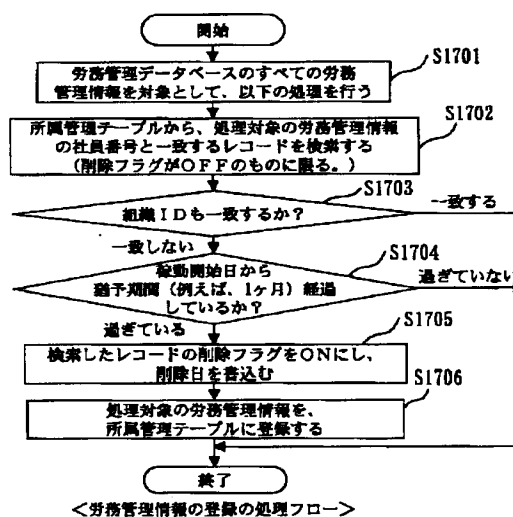 開始
S1701
労務管理データベースのすべての労務
管理情報を対象として、以下の処理を行う
S1702
所属管理テーブルから、処理対象の労務管理情報
の社員番号と一致するレコードを検索する
(削除フラグがOFFのものに限る。)
S1703
組織IDも一致するか?
一致する
一致しない
S1704
稼動開始日から
猶予期間(例えば、1ヶ月)経過
しているか?
過ぎていない
過ぎている
S1705
検索したレコードの削除フラグをONにし、
削除日を書込む
S1706
処理対象の労務管理情報を、
所属管理テーブルに登録する
終了
<労務管理情報の登録の処理フロー>